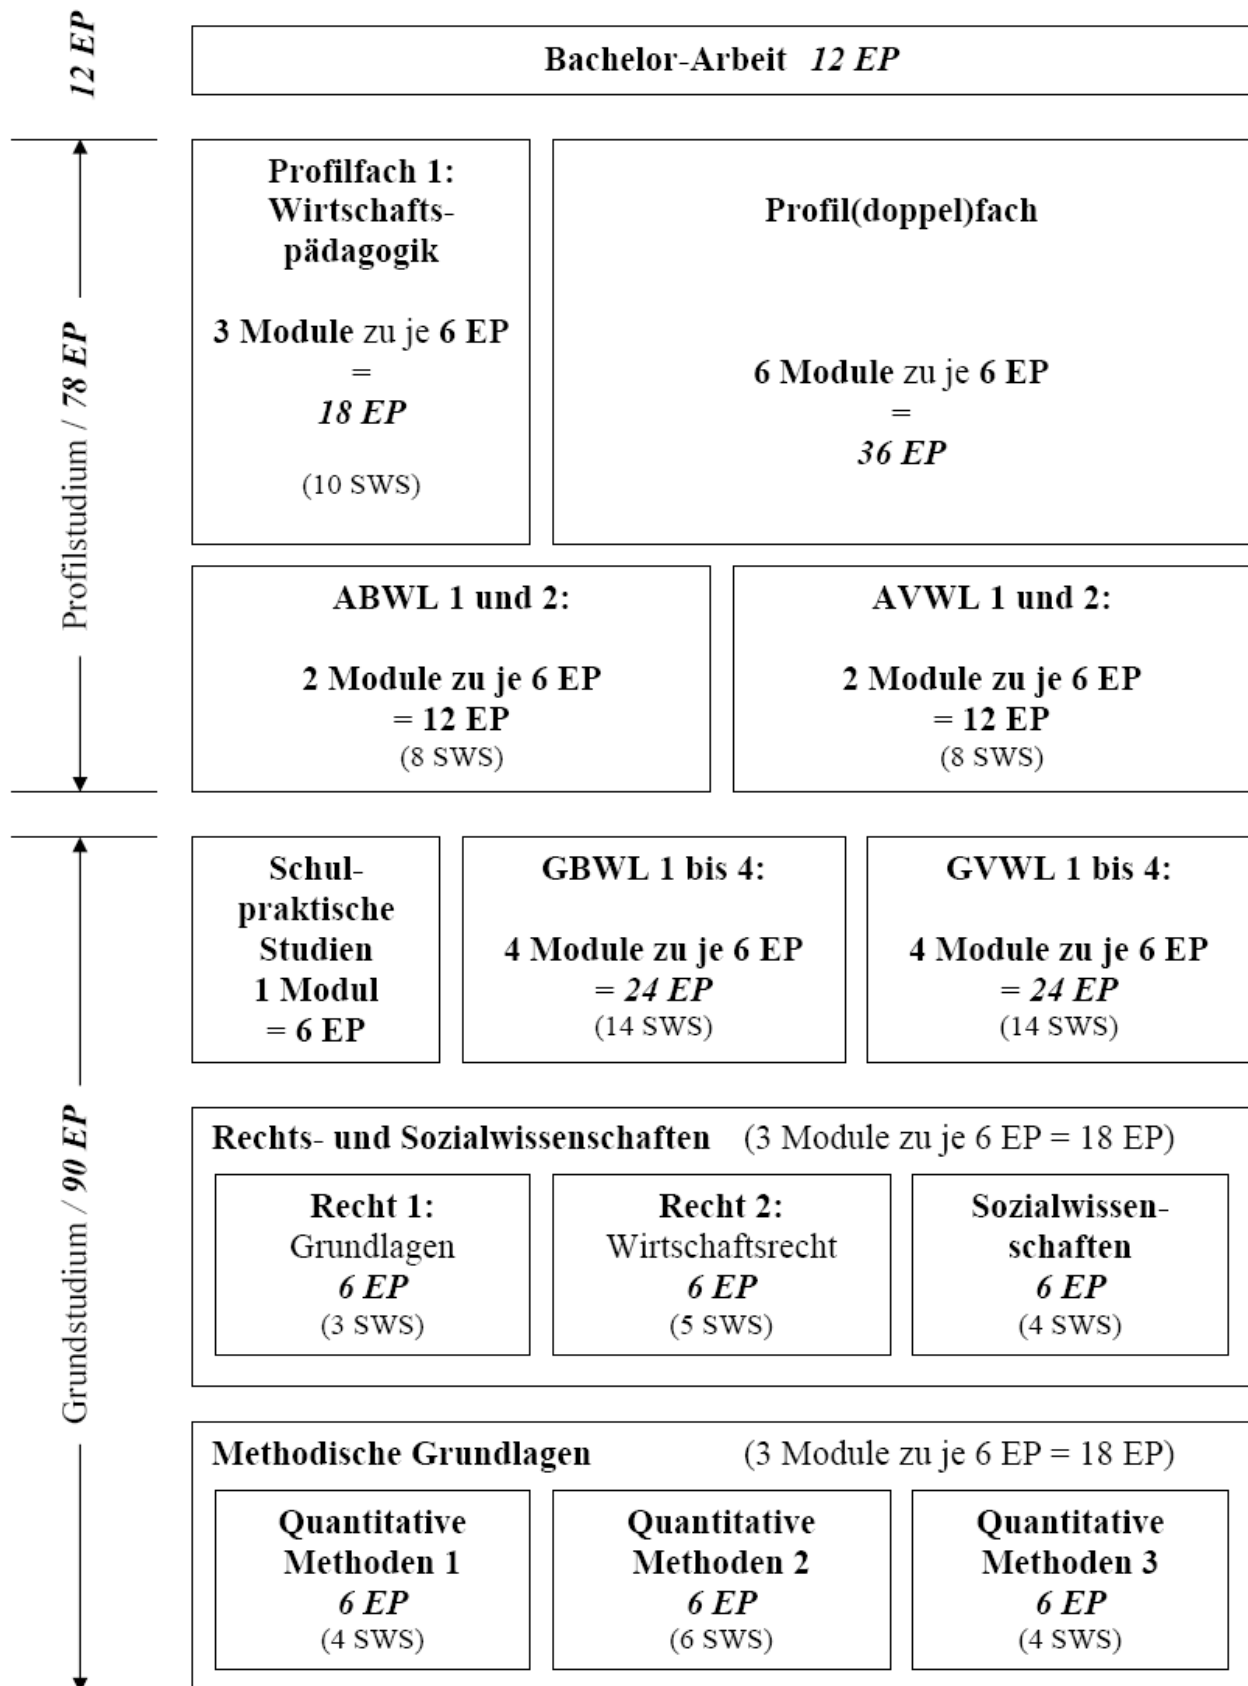 12 EP
Bachelor-Arbeit 12 EP
Profilstudium / 78 EP
Profilfach 1:
Wirtschafts-
pädagogik
3 Module zu je 6 EP
=
18 EP
(10 SWS)
Profil(doppel)fach
6 Module zu je 6 EP
=
36 EP
ABWL 1 und 2:
2 Module zu je 6 EP
= 12 EP
(8 SWS)
AVWL 1 und 2:
2 Module zu je 6 EP
= 12 EP
(8 SWS)
Grundstudium / 90 EP
Schul-
praktische
Studien
1 Modul
= 6 EP
GBWL 1 bis 4:
4 Module zu je 6 EP
= 24 EP
(14 SWS)
GVWL 1 bis 4:
4 Module zu je 6 EP
= 24 EP
(14 SWS)
Rechts- und Sozialwissenschaften (3 Module zu je 6 EP = 18 EP)
Recht 1:
Grundlagen
6 EP
(3 SWS)
Recht 2:
Wirtschaftsrecht
6 EP
(5 SWS)
Sozialwissen-
schaften
6 EP
(4 SWS)
Methodische Grundlagen (3 Module zu je 6 EP = 18 EP)
Quantitative
Methoden 1
6 EP
(4 SWS)
Quantitative
Methoden 2
6 EP
(6 SWS)
Quantitative
Methoden 3
6 EP
(4 SWS)